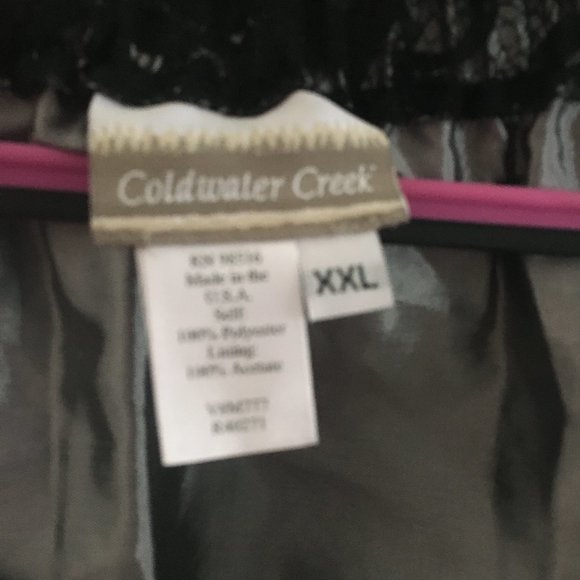 Coldwater Creek
XXL
Made in the
U.S.A.
Self
100% Polyester
Lining:
100% Acetate